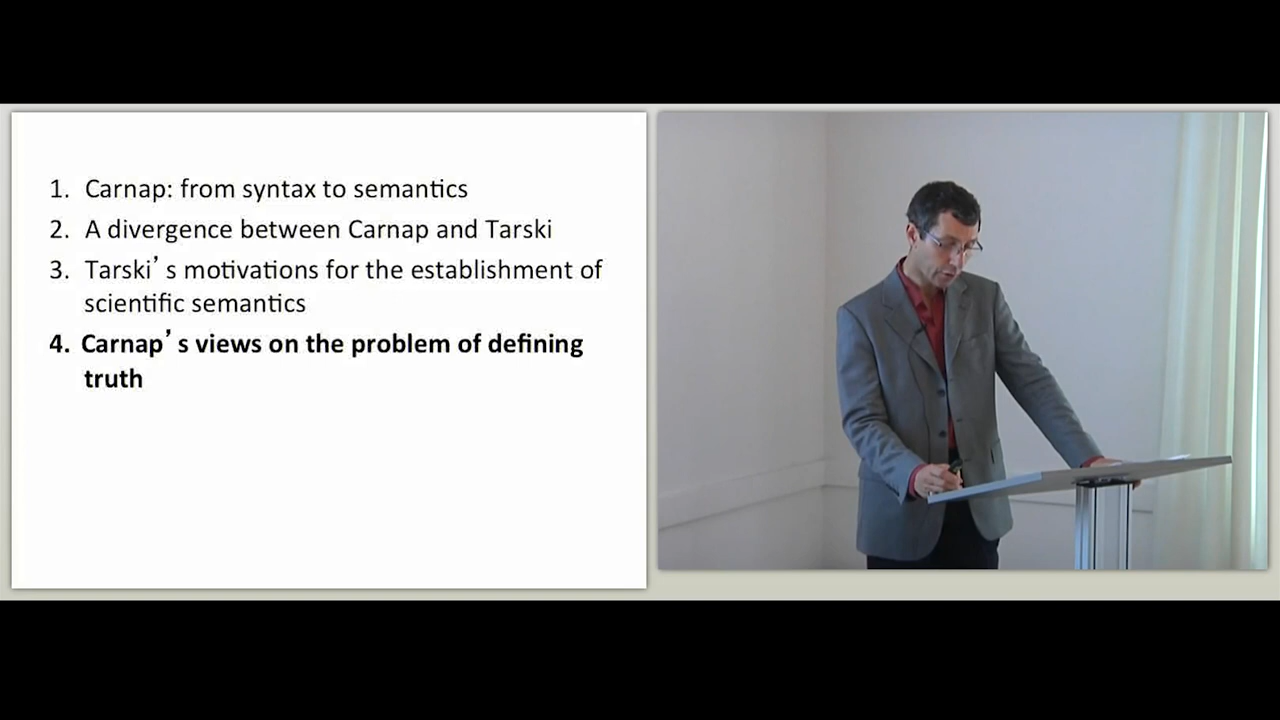 1. Carnap: from syntax to semantics
2. A divergence between Carnap and Tarski
3. Tarski's motivations for the establishment of
scientific semantics
4. Carnap's views on the problem of defining
truth